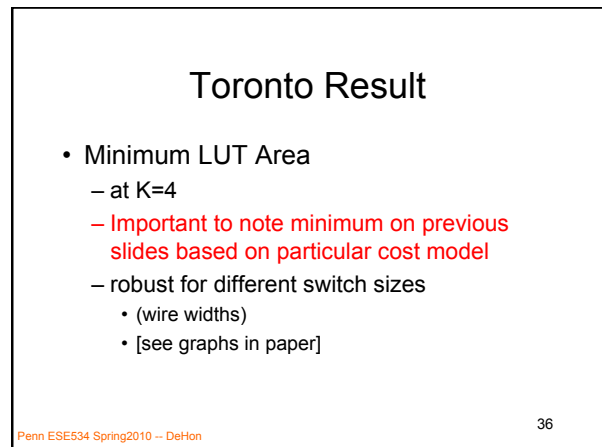 Toronto Result
• Minimum LUT Area
– at K=4
– Important to note minimum on previous
slides based on particular cost model
– robust for different switch sizes
• (wire widths)
• [see graphs in paper]
Penn ESE534 Spring2010 -- DeHon
36